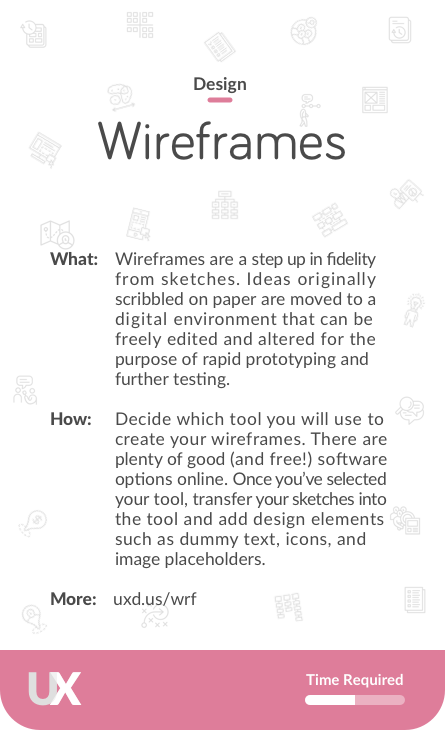 Design
Wireframes
What: Wireframes are a step up in fidelity
from sketches. Ideas originally
scribbled on paper are moved to a
digital environment that can be
freely edited and altered for the
purpose of rapid prototyping and
further testing.
How: Decide which tool you will use to
create your wireframes. There are
plenty of good (and free!) software
options online. Once you’ve selected
your tool, transfer your sketches into
the tool and add design elements
such as dummy text, icons, and
image placeholders.
More: uxd.us/wrf
UX
Time Required